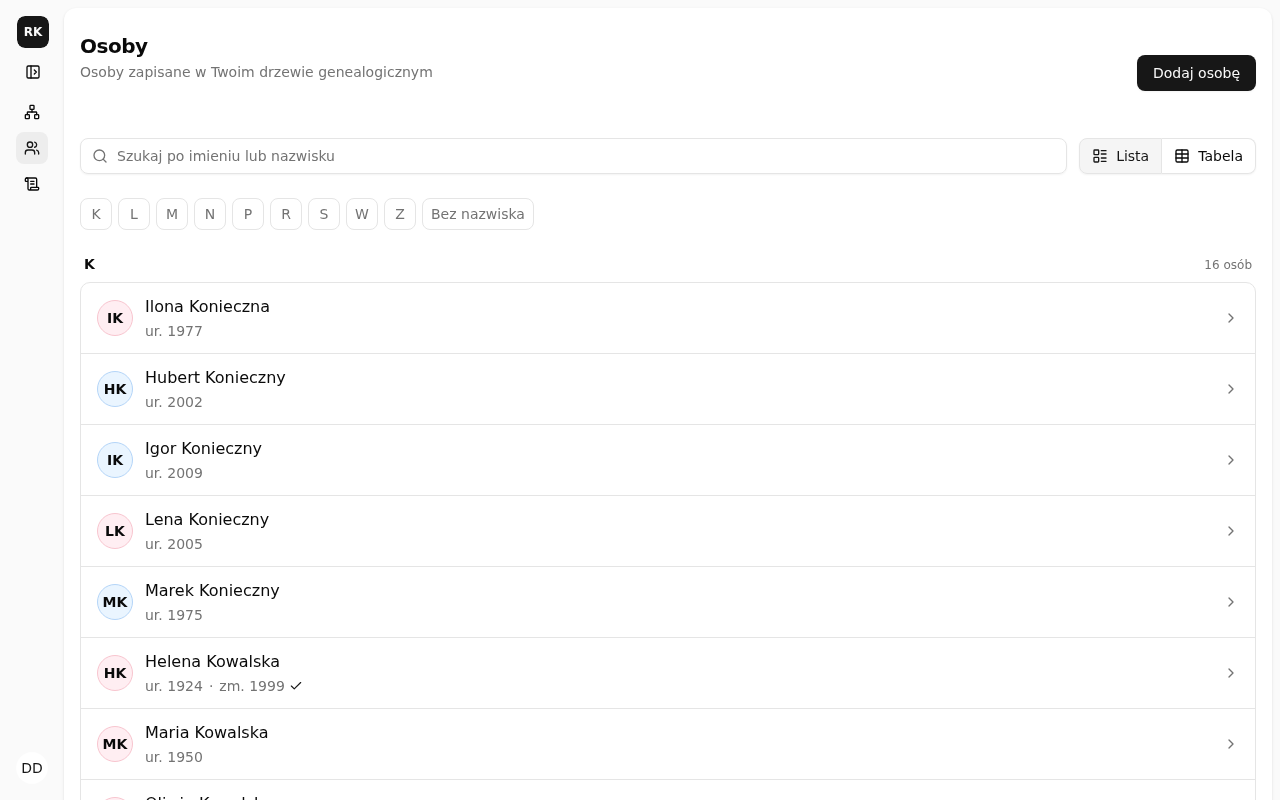 RK
Osoby
Osoby zapisane w Twoim drzewie genealogicznym
Dodaj osobę
Szukaj po imieniu lub nazwisku
Lista
Tabela
K L M N P R S W Z Bez nazwiska
K
16 osób
IK
Ilona Konieczna
ur. 1977
HK
Hubert Konieczny
ur. 2002
IK
Igor Konieczny
ur. 2009
LK
Lena Konieczny
ur. 2005
MK
Marek Konieczny
ur. 1975
HK
Helena Kowalska
ur. 1924 · zm. 1999 ✓
MK
Maria Kowalska
ur. 1950
DD